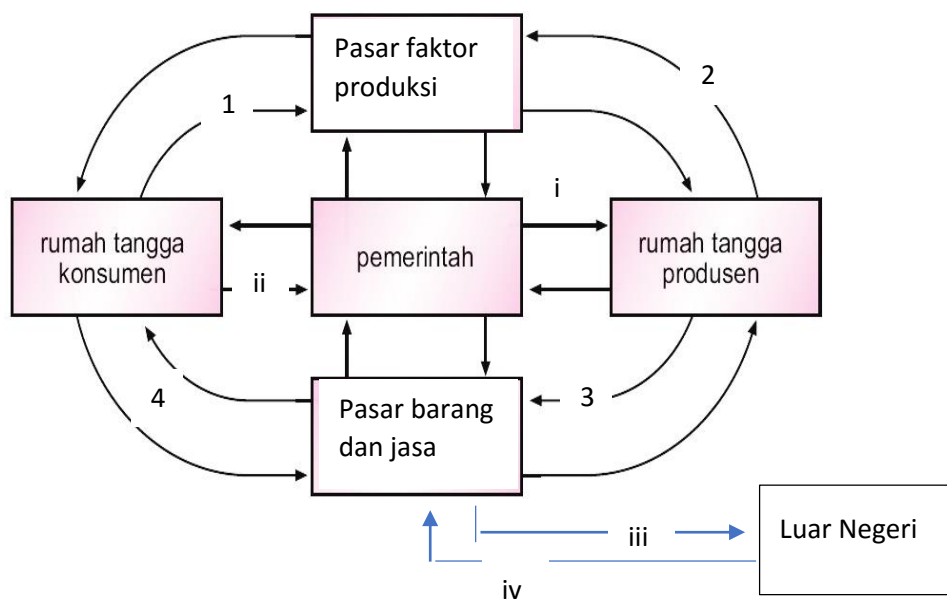 Pasar faktor
produksi
2
1
i
rumah tangga
konsumen
pemerintah
rumah tangga
produsen
ii
4
3
Pasar barang
dan jasa
iii
Luar Negeri
iv